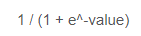 1 / (1 + e^-value)